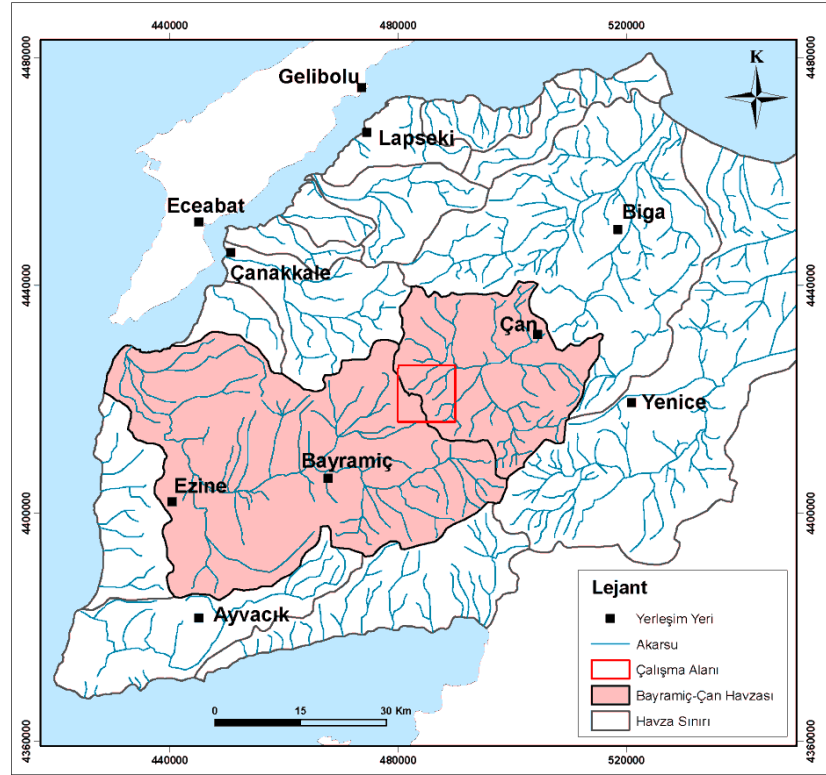 440000 480000 520000
4480000 4480000
K
Gelibolu
Lapseki
Eceabat
Biga
Çanakkale
4440000 4440000
Çan
Yenice
Bayramiç
Ezine
4400000 4400000
Lejant
Ayvacık
Yerleşim Yeri
Akarsu
Çalışma Alanı
Bayramiç-Çan Havzası
Havza Sınırı
0 15 30 Km
4360000 4360000
440000 480000 520000